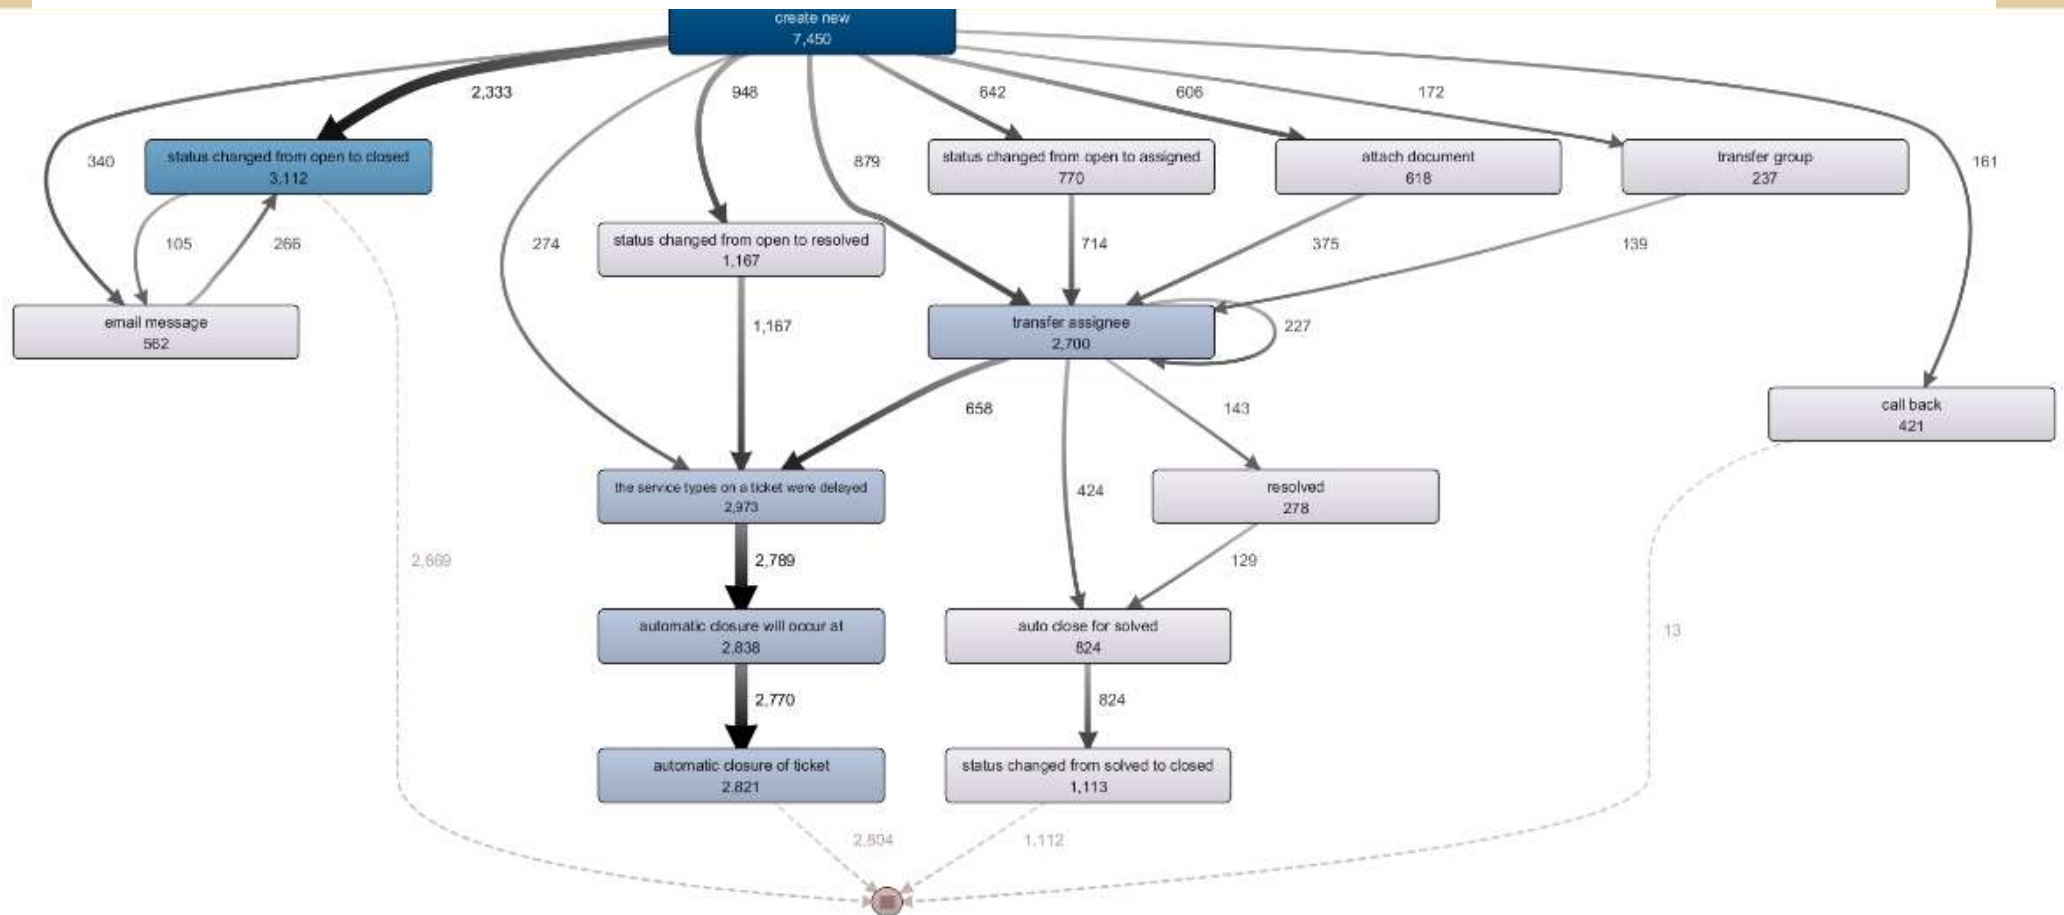 create new
7,450
2,333
948
642
606
172
340
status changed from open to closed
3,112
879
status changed from open to assigned
770
attach document
618
transfer group
237
161
105
266
274
status changed from open to resolved
1,167
714
375
139
email message
562
1,167
transfer assignee
2,700
227
658
143
call back
421
the service types on a ticket were delayed
2,973
424
resolved
278
2,789
129
automatic closure will occur at
2,838
auto close for solved
824
13
2,770
824
automatic closure of ticket
2,821
status changed from solved to closed
1,113
1,112